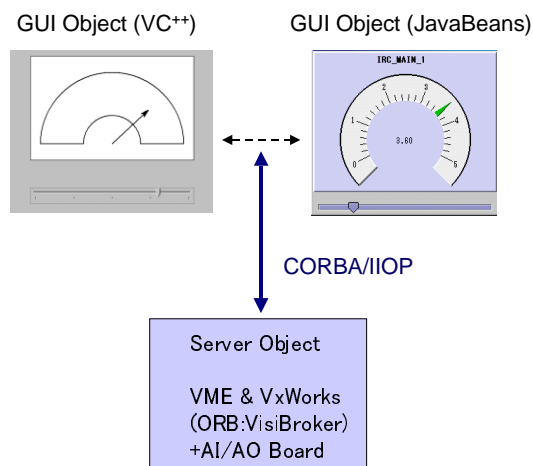 GUI Object (VC++)
GUI Object (JavaBeans)
IRC_MAIN_1
0
1
2
3
4
5
3.60
CORBA/IIOP
Server Object
VME & VxWorks
(ORB:VisiBroker)
+AI/AO Board